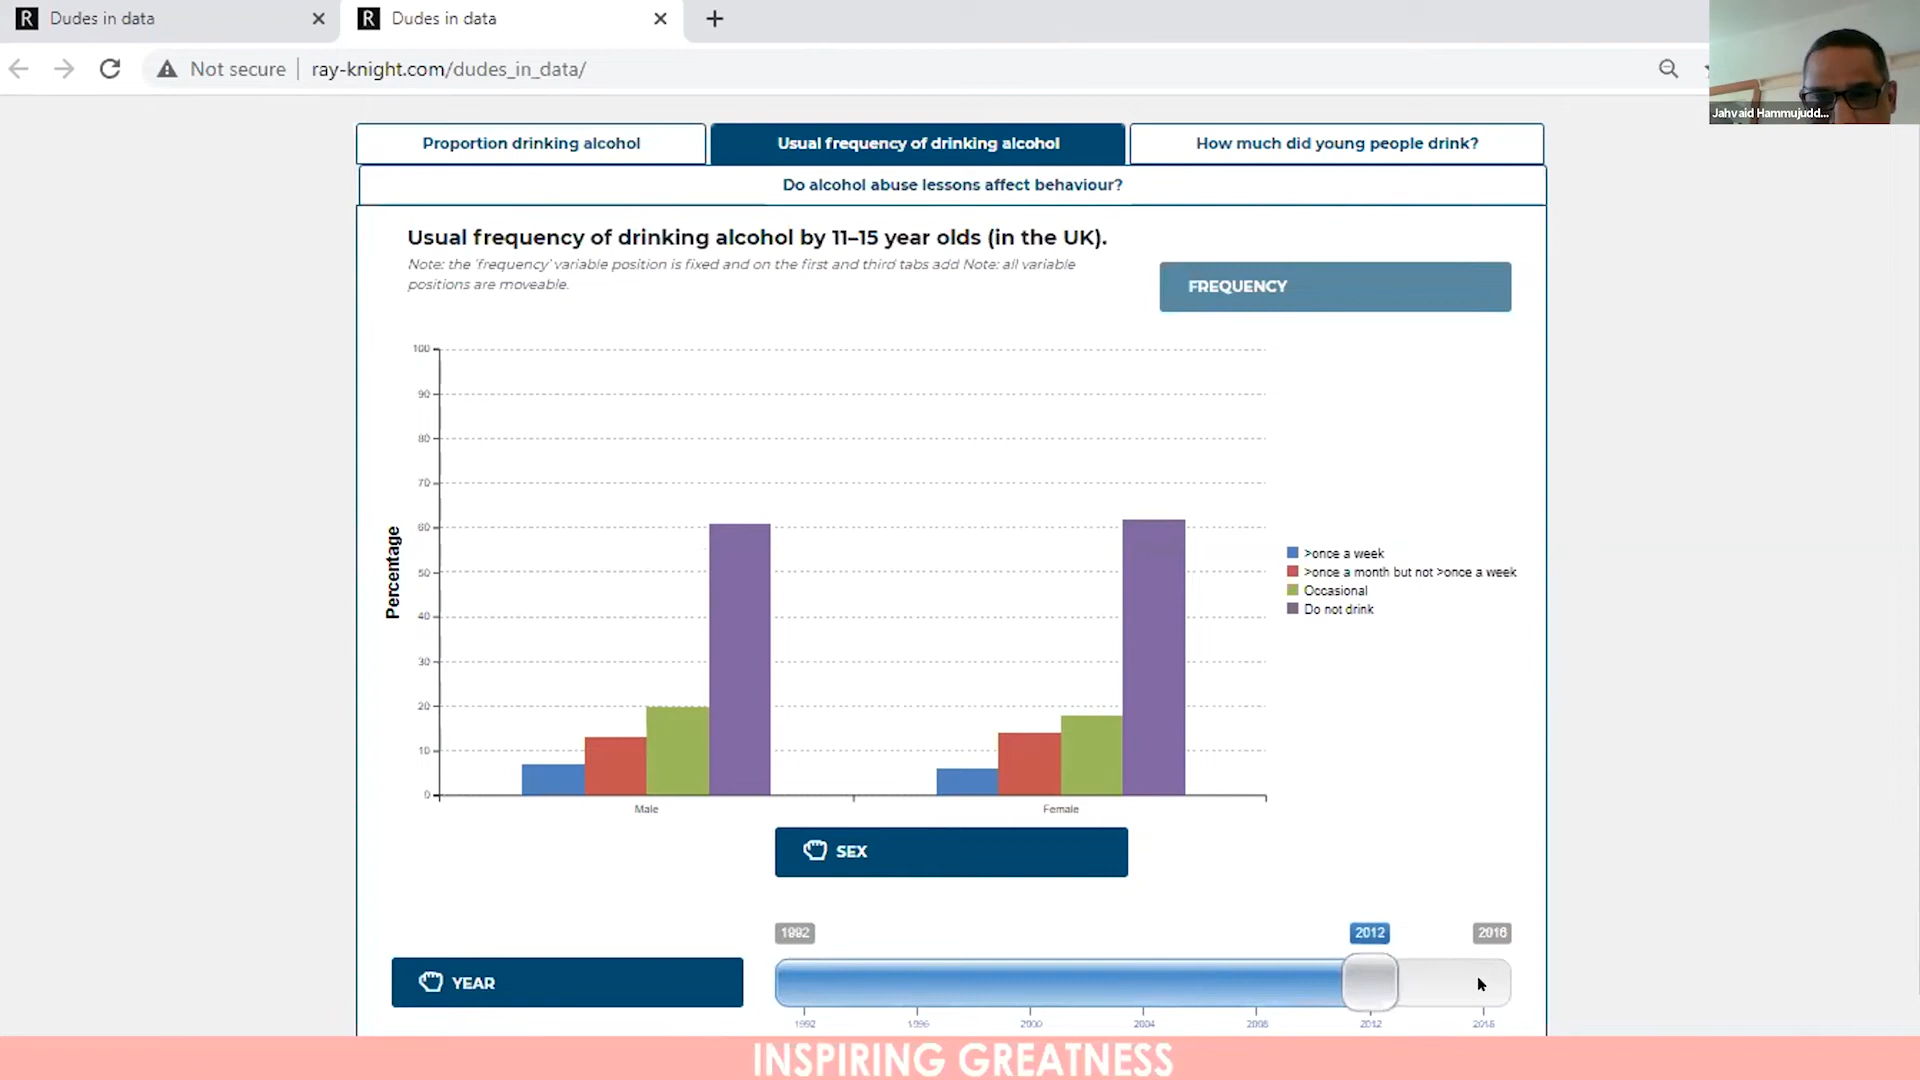 Dudes in data
Dudes in data
Not secure
ray-knight.com/dudes_in_data/
Jahvaid Hammujudd...
Proportion drinking alcohol
Usual frequency of drinking alcohol
How much did young people drink?
Do alcohol abuse lessons affect behaviour?
Usual frequency of drinking alcohol by 11–15 year olds (in the UK).
Note: the 'frequency' variable position is fixed and on the first and third tabs add Note: all variable
positions are moveable.
FREQUENCY
100
90
80
70
60
50
40
30
20
10
0
Percentage
>once a week
>once a month but not >once a week
Occasional
Do not drink
Male
Female
SEX
1992
2012
2016
YEAR
1992
1996
2000
2004
2008
2012
2016
INSPIRING GREATNESS